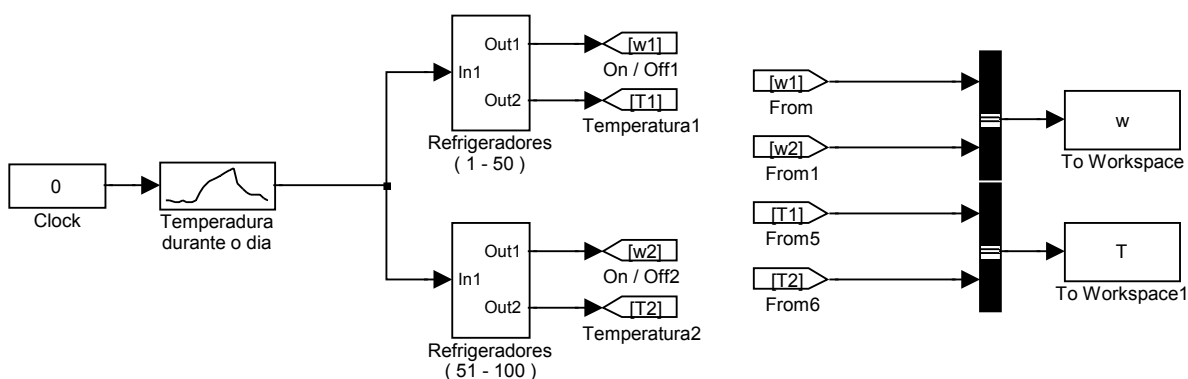 0
Clock
Temperadura
durante o dia
In1
Out1
Out2
Refrigeradores
( 1 - 50 )
[w1]
On / Off1
[T1]
Temperatura1
In1
Out1
Out2
Refrigeradores
( 51 - 100 )
[w2]
On / Off2
[T2]
Temperatura2
[w1]
From
[w2]
From1
[T1]
From5
[T2]
From6
w
To Workspace
T
To Workspace1